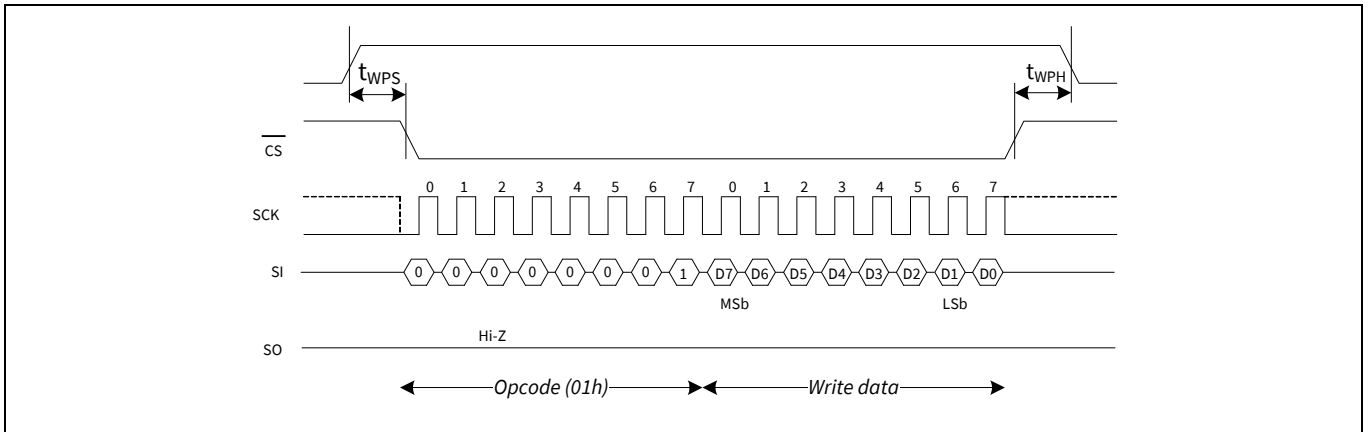 tWPS tWPH
CS
0 1 2 3 4 5 6 7 0 1 2 3 4 5 6 7
SCK
SI 0 0 0 0 0 0 0 1 D7 D6 D5 D4 D3 D2 D1 D0
MSb LSb
Hi-Z
SO
Opcode (01h) Write data